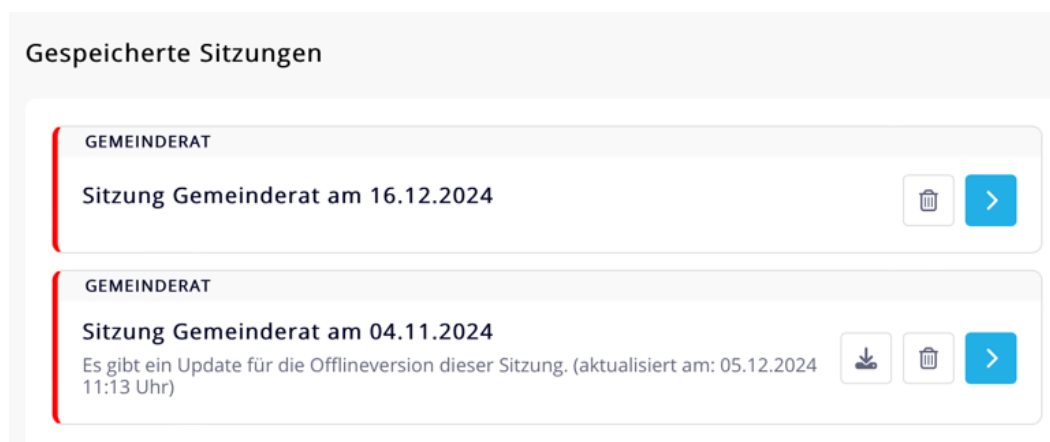 Gespeicherte Sitzungen
GEMEINDERAT
Sitzung Gemeinderat am 16.12.2024
GEMEINDERAT
Sitzung Gemeinderat am 04.11.2024
Es gibt ein Update für die Offlineversion dieser Sitzung. (aktualisiert am: 05.12.2024
11:13 Uhr)